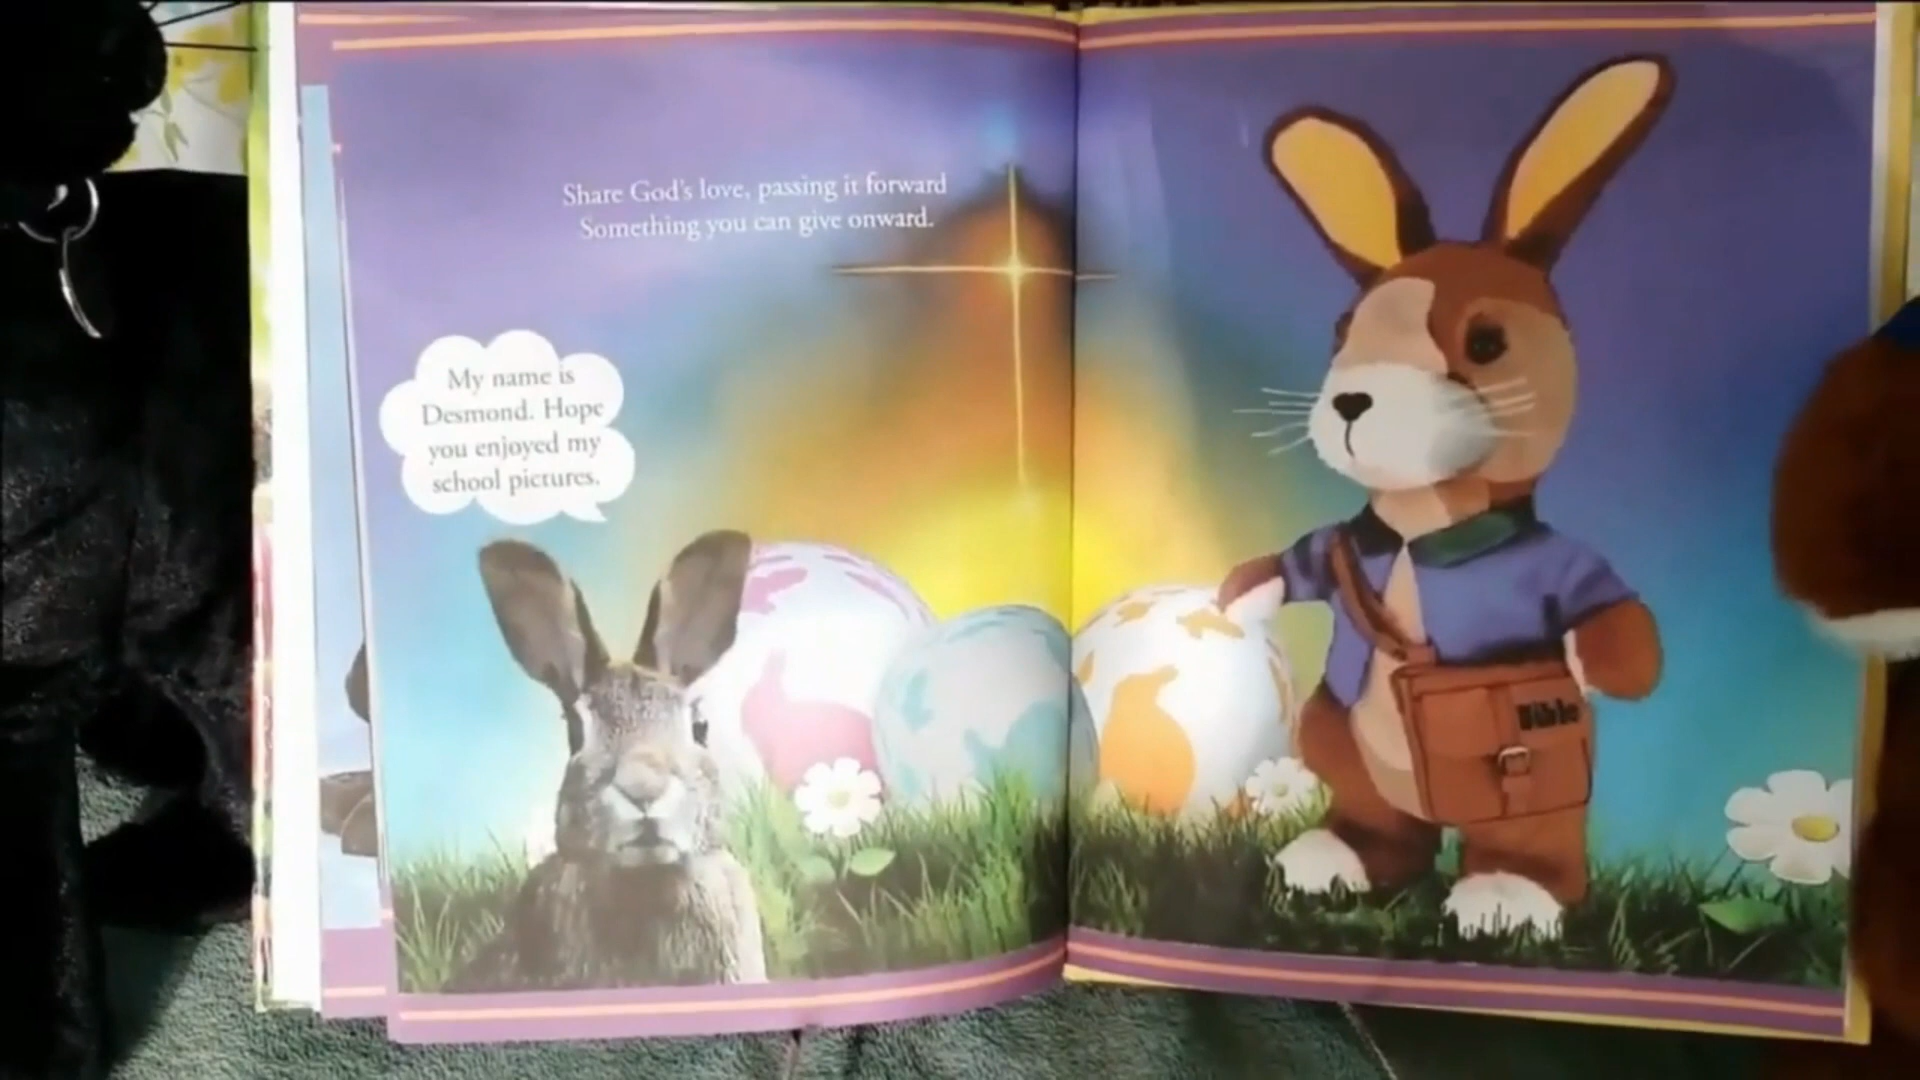 Share God's love, passing it forward
Something you can give onward.
My name is
Desmond. Hope
you enjoyed my
school pictures.
Bible